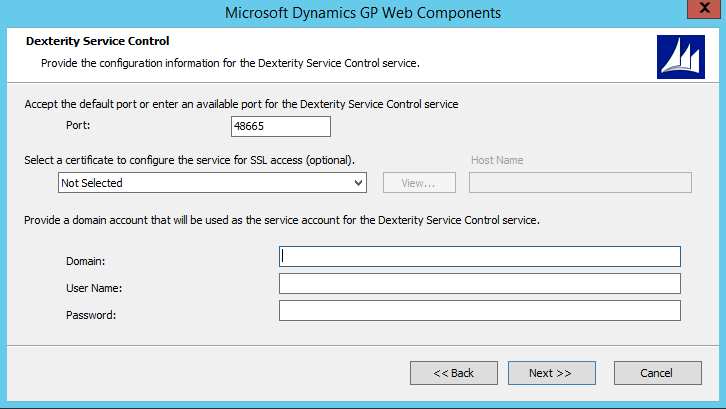 Microsoft Dynamics GP Web Components
X
Dexterity Service Control
Provide the configuration information for the Dexterity Service Control service.
Accept the default port or enter an available port for the Dexterity Service Control service
Port: 48665
Select a certificate to configure the service for SSL access (optional). Host Name
Not Selected View...
Provide a domain account that will be used as the service account for the Dexterity Service Control service.
Domain:
User Name:
Password:
<< Back Next >> Cancel